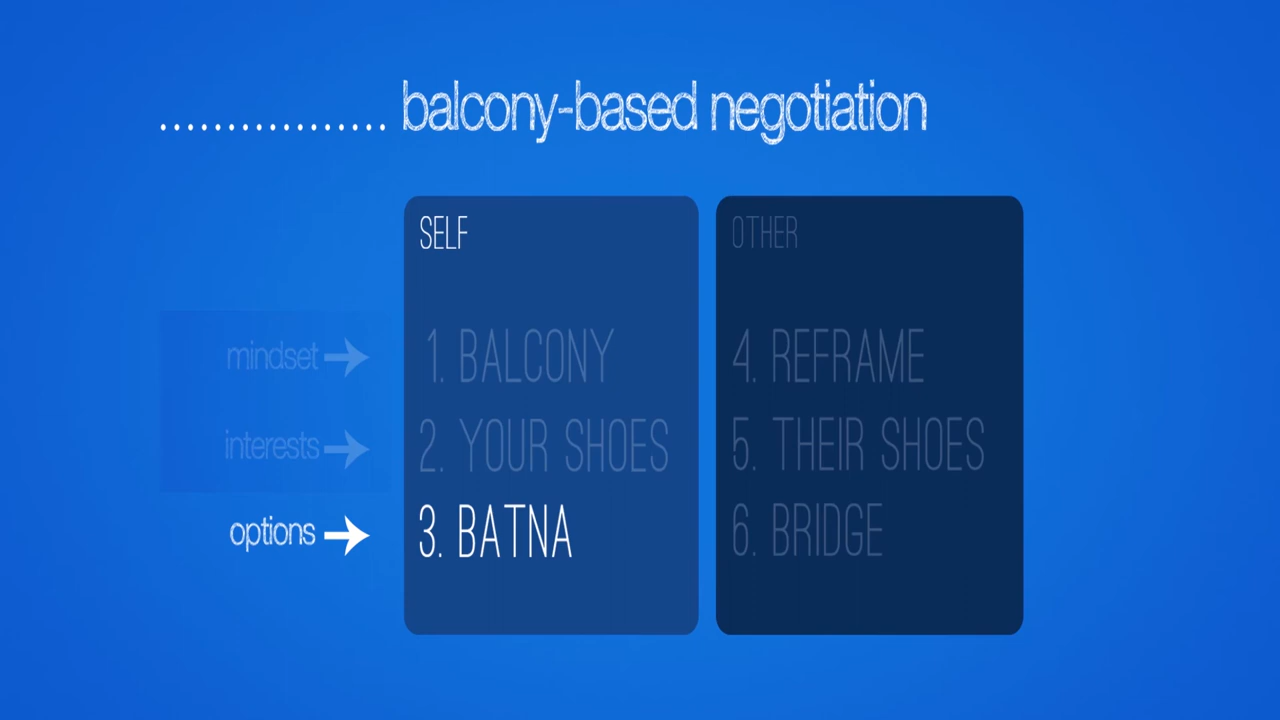 ................. balcony-based negotiation
SELF
OTHER
mindset
1. BALCONY
4. REFRAME
interests
2. YOUR SHOES
5. THEIR SHOES
options
3. BATNA
6. BRIDGE